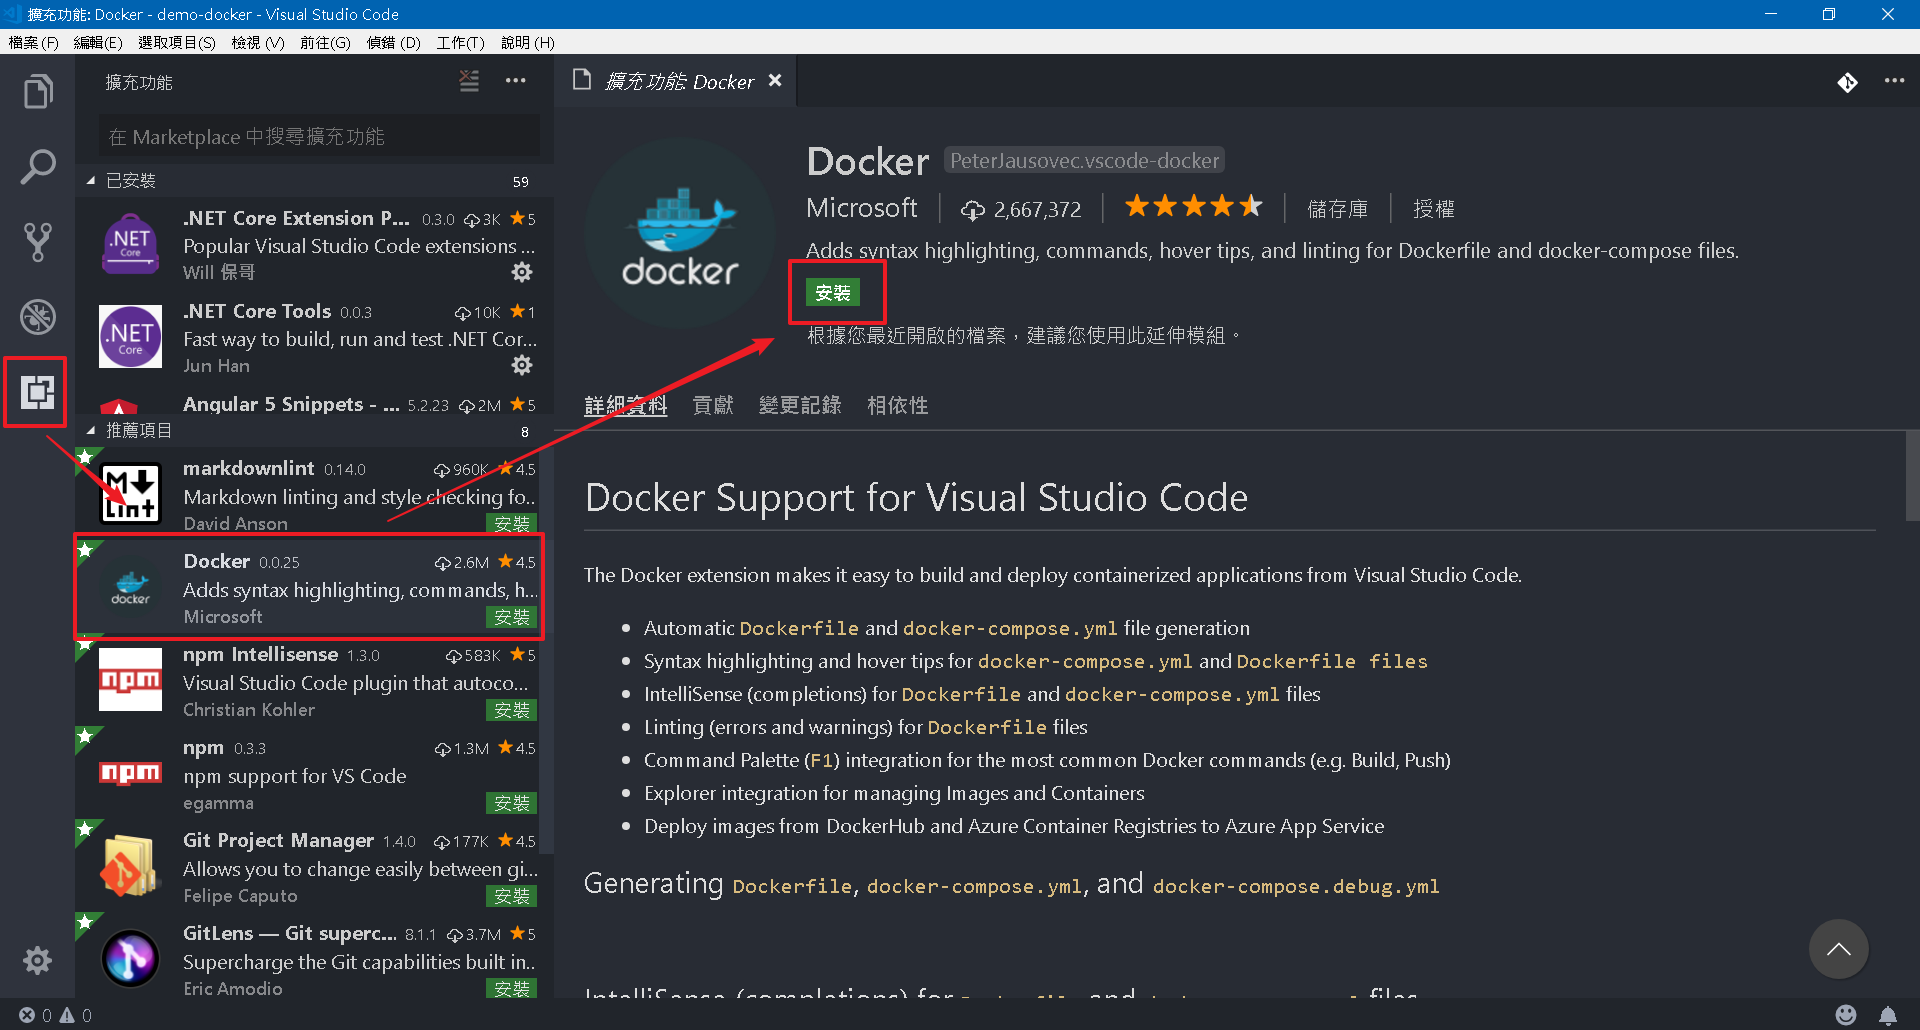 擴充功能: Docker - demo-docker - Visual Studio Code
檔案(F) 編輯(E) 選取項目(S) 檢視 (V) 前往(G) 偵錯 (D) 工作(T) 說明 (H)
擴充功能
在 Marketplace 中搜尋擴充功能
已安裝 59
.NET Core Extension P... 0.3.0 3K 5
Popular Visual Studio Code extensions ...
Will 保哥
.NET Core
.NET Core Tools 0.0.3 10K 1
Fast way to build, run and test .NET Cor...
Jun Han
.NET Core
Angular 5 Snippets - ... 5.2.23 2M 5
推薦項目 8
markdownlint 0.14.0 960K 4.5
Markdown linting and style checking fo...
David Anson 安裝
M Lint
Docker 0.0.25 2.6M 4.5
Adds syntax highlighting, commands, h...
Microsoft 安裝
docker
npm Intellisense 1.3.0 583K 5
Visual Studio Code plugin that autoco...
Christian Kohler 安裝
npm
npm 0.3.3 1.3M 4.5
npm support for VS Code
egamma 安裝
npm
Git Project Manager 1.4.0 177K 4.5
Allows you to change easily between gi...
Felipe Caputo 安裝
GitLens — Git superc... 8.1.1 3.7M 5
Supercharge the Git capabilities built in...
Eric Amodio 安裝
0 0
擴充功能: Docker
docker
Docker PeterJausovec.vscode-docker
Microsoft 2,667,372 儲存庫 授權
Adds syntax highlighting, commands, hover tips, and linting for Dockerfile and docker-compose files.
安裝
根據您最近開啟的檔案，建議您使用此延伸模組。
詳細資料 貢獻 變更記錄 相依性
Docker Support for Visual Studio Code
The Docker extension makes it easy to build and deploy containerized applications from Visual Studio Code.
Automatic Dockerfile and docker-compose.yml file generation
Syntax highlighting and hover tips for docker-compose.yml and Dockerfile files
IntelliSense (completions) for Dockerfile and docker-compose.yml files
Linting (errors and warnings) for Dockerfile files
Command Palette (F1) integration for the most common Docker commands (e.g. Build, Push)
Explorer integration for managing Images and Containers
Deploy images from DockerHub and Azure Container Registries to Azure App Service
Generating Dockerfile, docker-compose.yml, and docker-compose.debug.yml
IntelliSense (completions) for